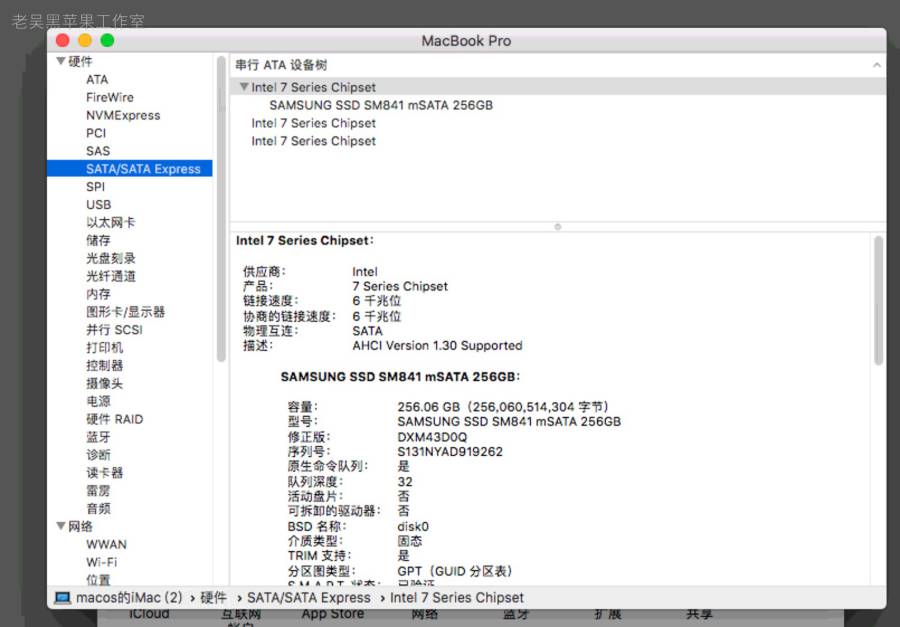 老吴黑苹果工作室
MacBook Pro
硬件
ATA
FireWire
NVMExpress
PCI
SAS
SATA/SATA Express
SPI
USB
以太网卡
储存
光盘刻录
光纤通道
内存
图形卡/显示器
并行 SCSI
打印机
控制器
摄像头
电源
硬件 RAID
蓝牙
诊断
读卡器
雷雳
音频
网络
WWAN
Wi-Fi
位置
串行 ATA 设备树
Intel 7 Series Chipset
SAMSUNG SSD SM841 mSATA 256GB
Intel 7 Series Chipset
Intel 7 Series Chipset
Intel 7 Series Chipset:
供应商: Intel
产品: 7 Series Chipset
链接速度: 6 千兆位
协商的链接速度: 6 千兆位
物理互连: SATA
描述: AHCI Version 1.30 Supported
SAMSUNG SSD SM841 mSATA 256GB:
容量: 256.06 GB（256,060,514,304 字节）
型号: SAMSUNG SSD SM841 mSATA 256GB
修正版: DXM43D0Q
序列号: S131NYAD919262
原生命令队列: 是
队列深度: 32
活动盘片: 否
可拆卸的驱动器: 否
BSD 名称: disk0
介质类型: 固态
TRIM 支持: 是
分区图类型: GPT（GUID 分区表）
S.M.A.R.T. 状态: 已验证
macos的iMac (2) › 硬件 › SATA/SATA Express › Intel 7 Series Chipset
iCloud 互联网 App Store 网络 蓝牙 扩展 共享
帐户